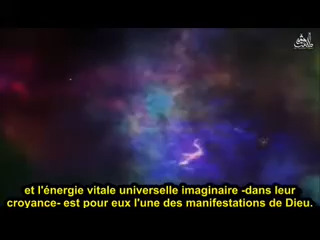 et l'énergie vitale universelle imaginaire -dans leur
croyance- est pour eux l'une des manifestations de Dieu.